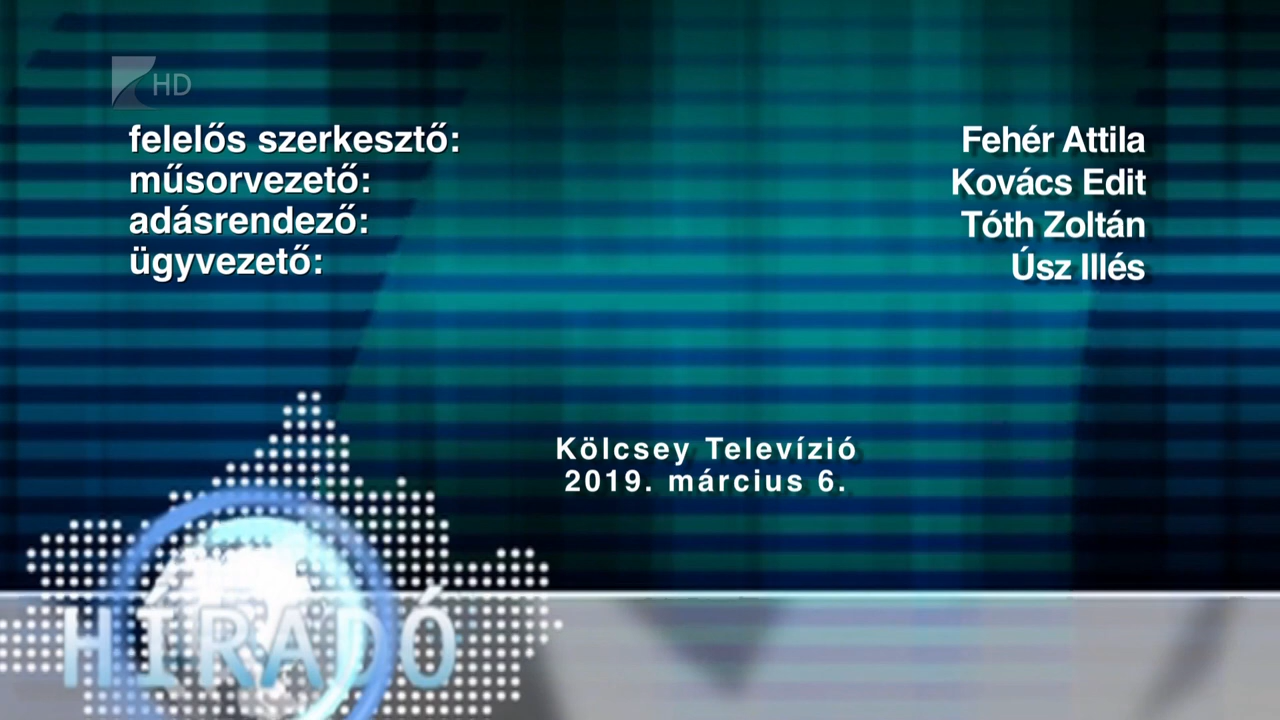 HD
felelős szerkesztő: Fehér Attila
műsorvezető: Kovács Edit
adásrendező: Tóth Zoltán
ügyvezető: Úsz Illés
Kölcsey Televízió
2019. március 6.
HÍRADÓ